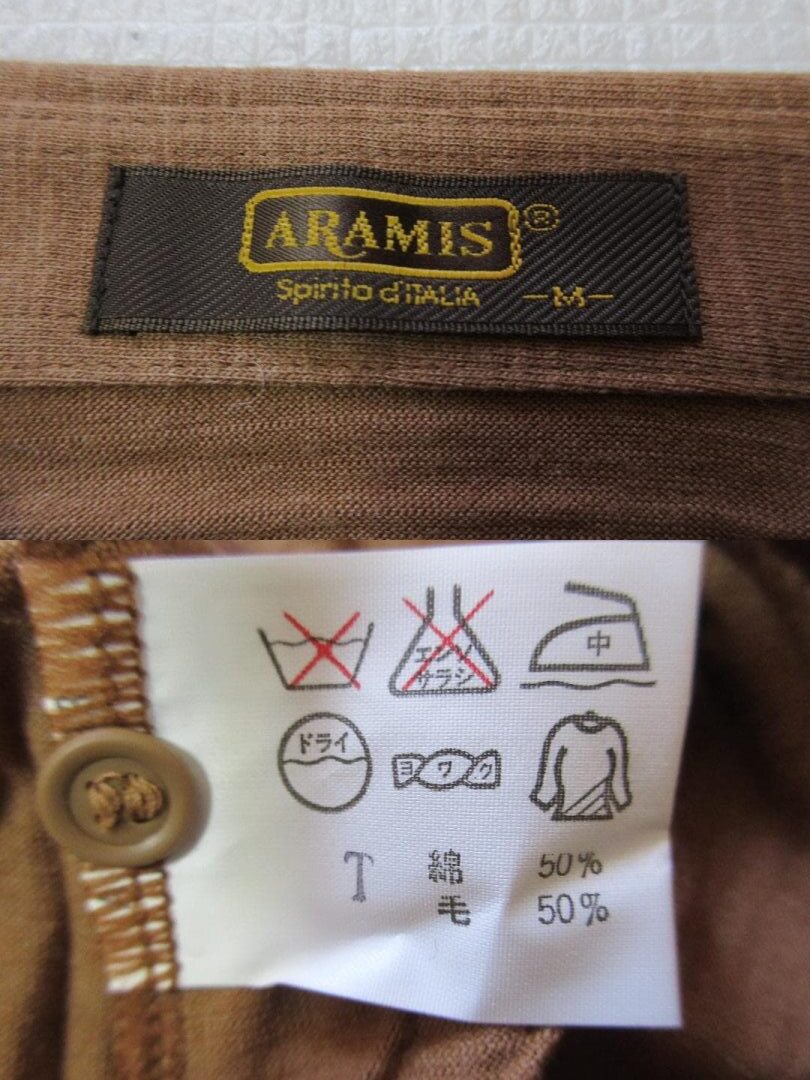 ARAMIS ®
Spirito d'ITALIA -M-
エンソ
サラシ
中
ドライ
ヨワク
T 綿 50%
毛 50%